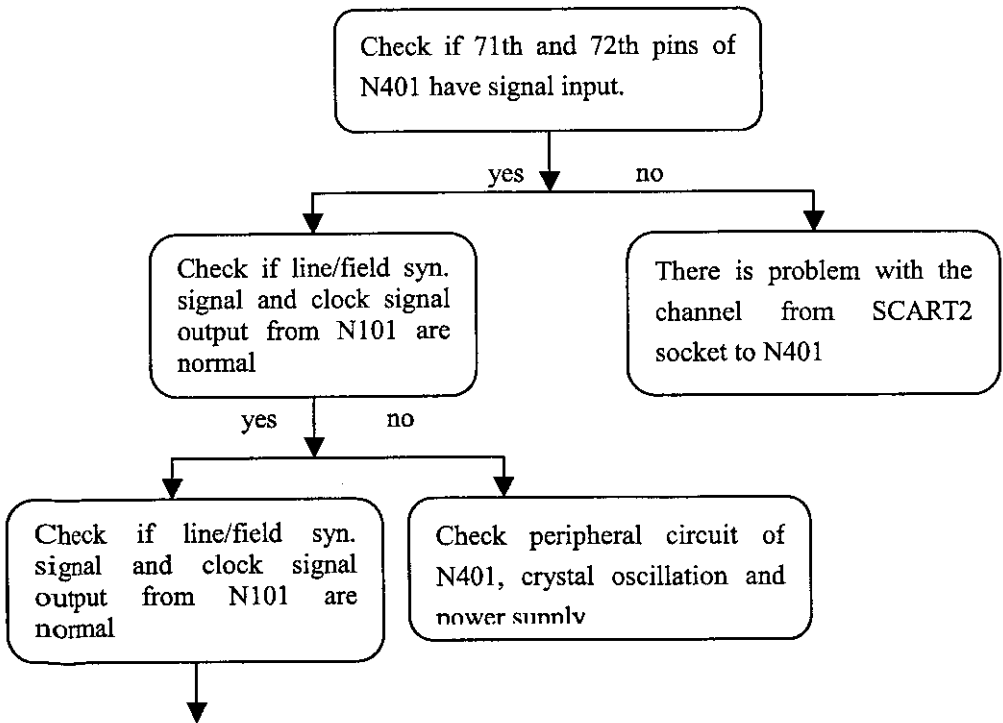 Check if 71th and 72th pins of
N401 have signal input.
yes no
Check if line/field syn.
signal and clock signal
output from N101 are
normal
There is problem with the
channel from SCART2
socket to N401
yes no
Check if line/field syn.
signal and clock signal
output from N101 are
normal
Check peripheral circuit of
N401, crystal oscillation and
power supply